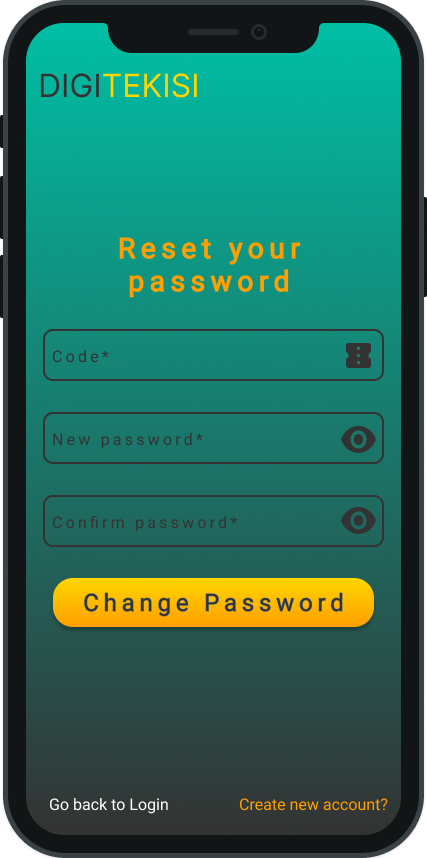 DIGITEKISI
Reset your
password
Code*
New password*
Confirm password*
Change Password
Go back to Login Create new account?